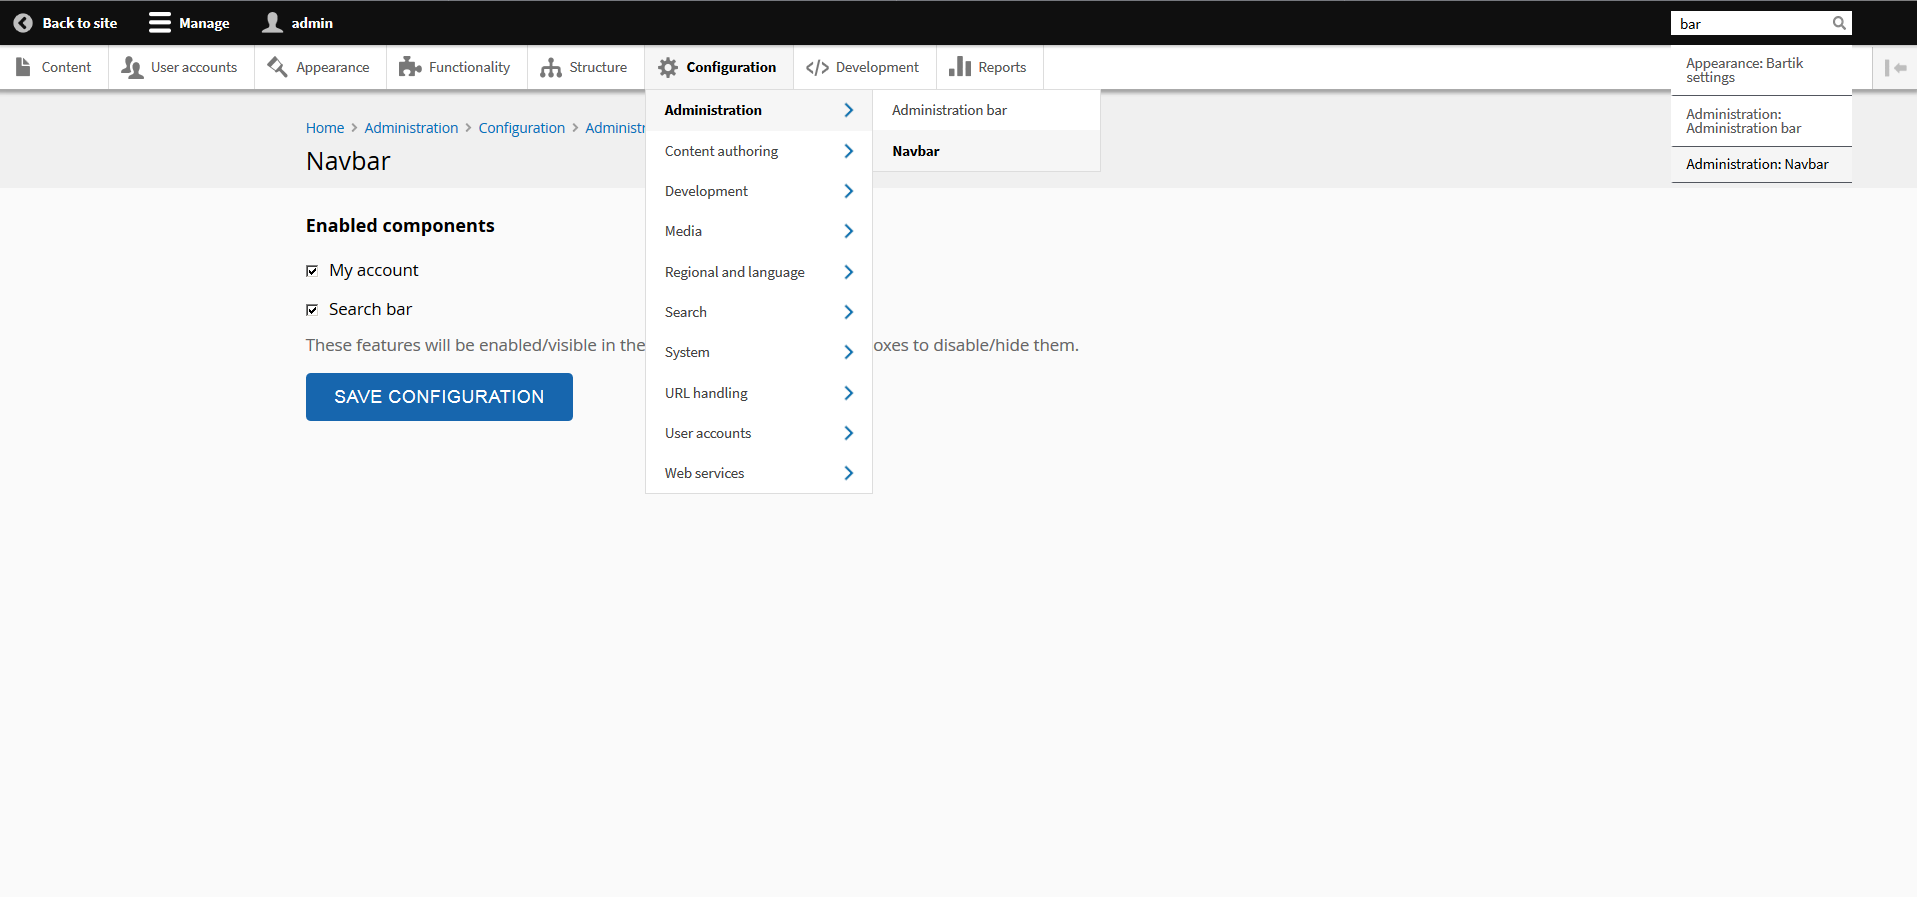 Back to site
Manage
admin
bar
Content
User accounts
Appearance
Functionality
Structure
Configuration
Development
Reports
Appearance: Bartik
settings
Administration:
Administration bar
Administration: Navbar
Administration
Content authoring
Development
Media
Regional and language
Search
System
URL handling
User accounts
Web services
Administration bar
Navbar
Home > Administration > Configuration > Administr
Navbar
Enabled components
My account
Search bar
These features will be enabled/visible in the oxes to disable/hide them.
SAVE CONFIGURATION